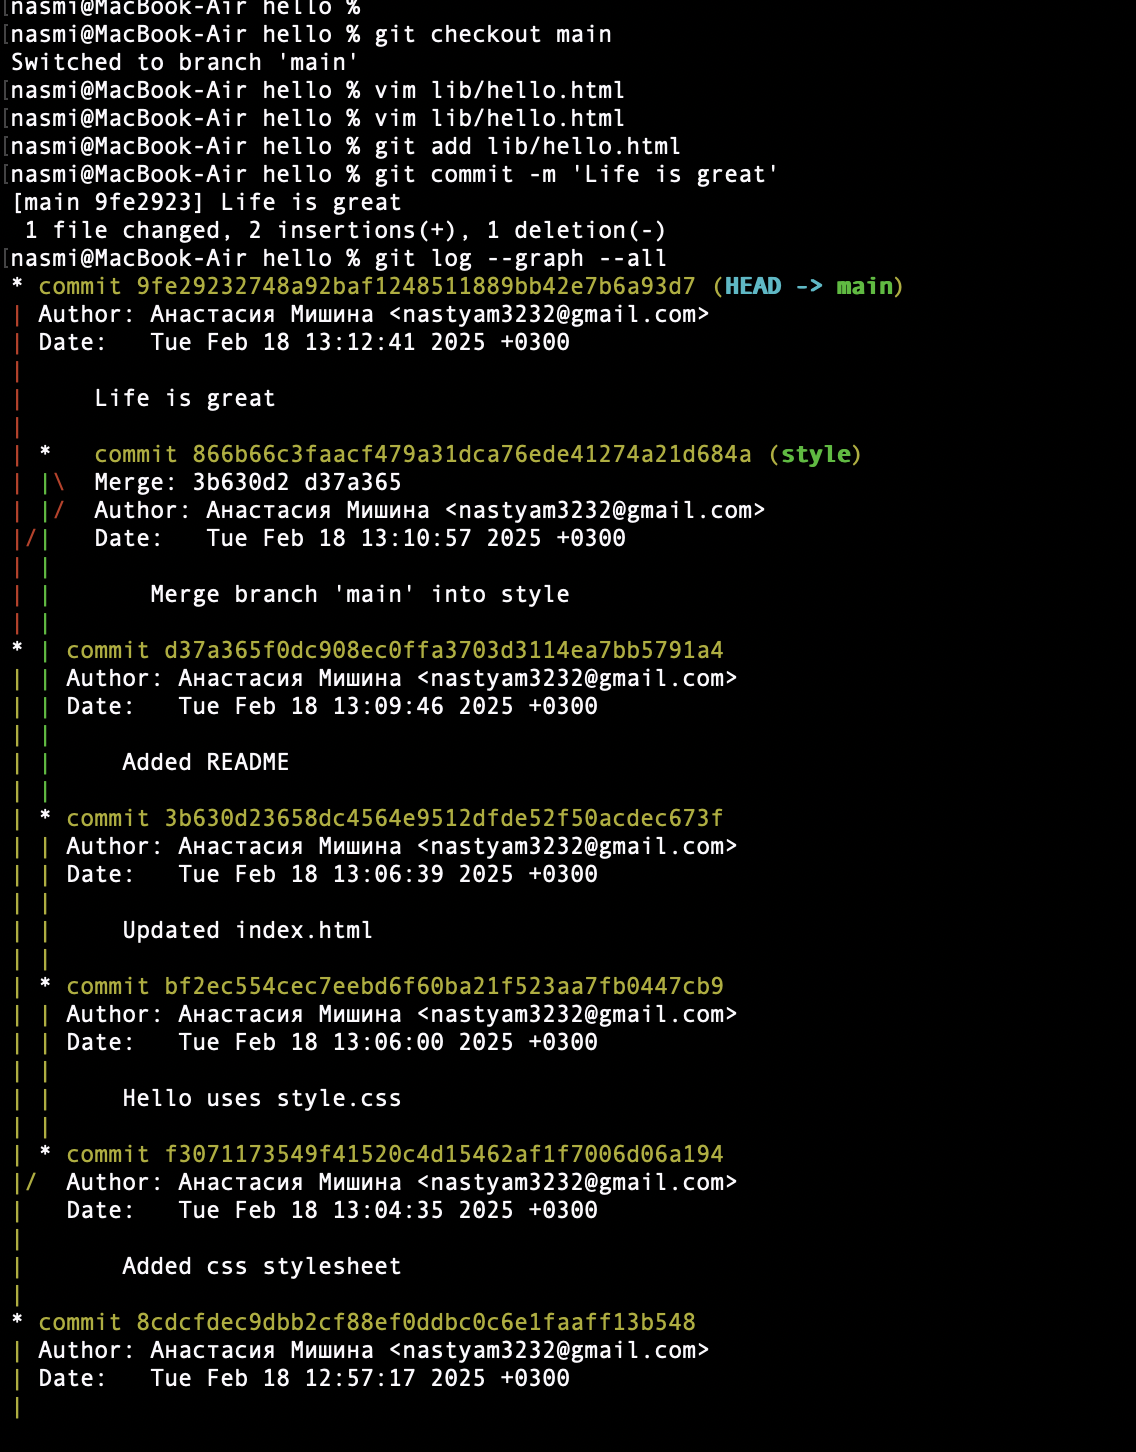 [nasmi@MacBook-Air hello %
[nasmi@MacBook-Air hello % git checkout main
Switched to branch 'main'
[nasmi@MacBook-Air hello % vim lib/hello.html
[nasmi@MacBook-Air hello % vim lib/hello.html
[nasmi@MacBook-Air hello % git add lib/hello.html
[nasmi@MacBook-Air hello % git commit -m 'Life is great'
[main 9fe2923] Life is great
 1 file changed, 2 insertions(+), 1 deletion(-)
[nasmi@MacBook-Air hello % git log --graph --all
* commit 9fe29232748a92baf1248511889bb42e7b6a93d7 (HEAD -> main)
| Author: Анастасия Мишина <nastyam3232@gmail.com>
| Date:   Tue Feb 18 13:12:41 2025 +0300
|
|     Life is great
|
| *   commit 866b66c3faacf479a31dca76ede41274a21d684a (style)
| |\  Merge: 3b630d2 d37a365
| |/  Author: Анастасия Мишина <nastyam3232@gmail.com>
|/|   Date:   Tue Feb 18 13:10:57 2025 +0300
| |
| |       Merge branch 'main' into style
| |
* | commit d37a365f0dc908ec0ffa3703d3114ea7bb5791a4
| | Author: Анастасия Мишина <nastyam3232@gmail.com>
| | Date:   Tue Feb 18 13:09:46 2025 +0300
| |
| |     Added README
| |
| * commit 3b630d23658dc4564e9512dfde52f50acdec673f
| | Author: Анастасия Мишина <nastyam3232@gmail.com>
| | Date:   Tue Feb 18 13:06:39 2025 +0300
| |
| |     Updated index.html
| |
| * commit bf2ec554cec7eebd6f60ba21f523aa7fb0447cb9
| | Author: Анастасия Мишина <nastyam3232@gmail.com>
| | Date:   Tue Feb 18 13:06:00 2025 +0300
| |
| |     Hello uses style.css
| |
| * commit f3071173549f41520c4d15462af1f7006d06a194
|/  Author: Анастасия Мишина <nastyam3232@gmail.com>
|   Date:   Tue Feb 18 13:04:35 2025 +0300
|
|       Added css stylesheet
|
* commit 8cdcfdec9dbb2cf88ef0ddbc0c6e1faaff13b548
| Author: Анастасия Мишина <nastyam3232@gmail.com>
| Date:   Tue Feb 18 12:57:17 2025 +0300
|